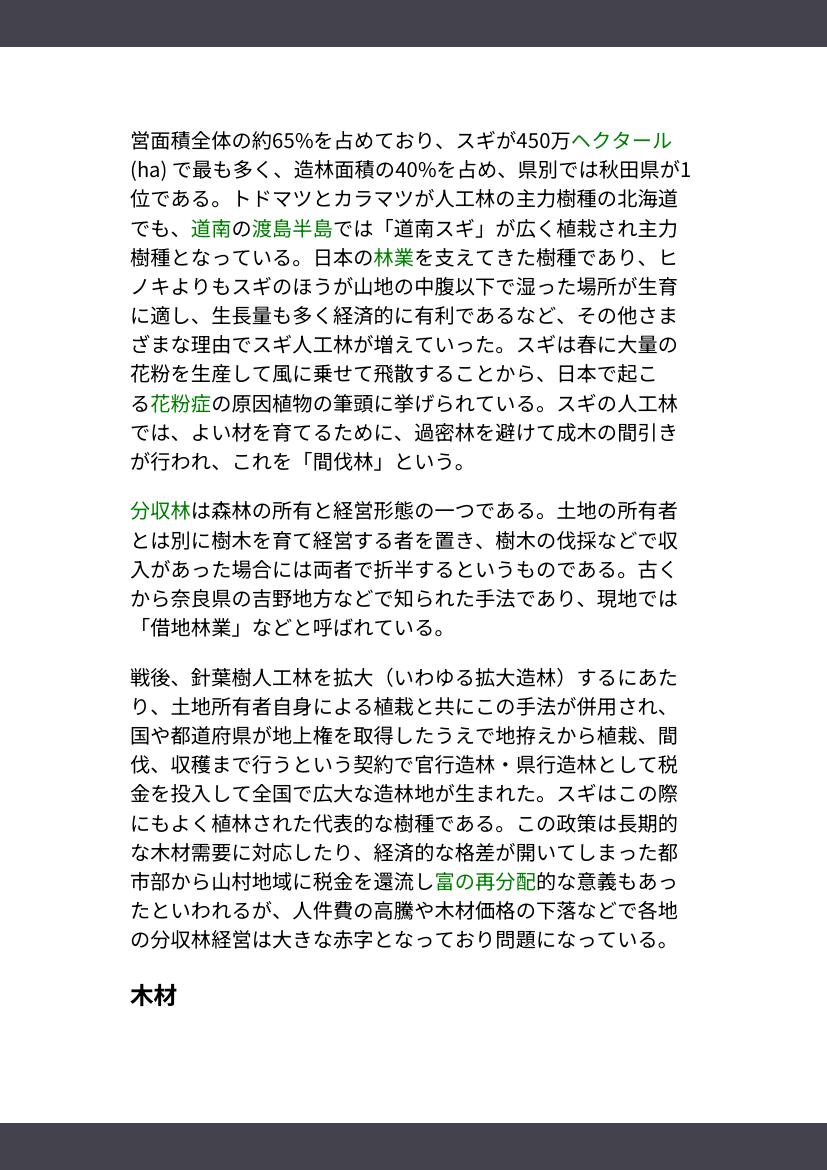 営面積全体の約65%を占めており、スギが450万ヘクタール
(ha) で最も多く、造林面積の40%を占め、県別では秋田県が1
位である。トドマツとカラマツが人工林の主力樹種の北海道
でも、道南の渡島半島では「道南スギ」が広く植栽され主力
樹種となっている。日本の林業を支えてきた樹種であり、ヒ
ノキよりもスギのほうが山地の中腹以下で湿った場所が生育
に適し、生長量も多く経済的に有利であるなど、その他さま
ざまな理由でスギ人工林が増えていった。スギは春に大量の
花粉を生産して風に乗せて飛散することから、日本で起こ
る花粉症の原因植物の筆頭に挙げられている。スギの人工林
では、よい材を育てるために、過密林を避けて成木の間引き
が行われ、これを「間伐林」という。
分収林は森林の所有と経営形態の一つである。土地の所有者
とは別に樹木を育て経営する者を置き、樹木の伐採などで収
入があった場合には両者で折半するというものである。古く
から奈良県の吉野地方などで知られた手法であり、現地では
「借地林業」などと呼ばれている。
戦後、針葉樹人工林を拡大（いわゆる拡大造林）するにあた
り、土地所有者自身による植栽と共にこの手法が併用され、
国や都道府県が地上権を取得したうえで地拵えから植栽、間
伐、収穫まで行うという契約で官行造林・県行造林として税
金を投入して全国で広大な造林地が生まれた。スギはこの際
にもよく植林された代表的な樹種である。この政策は長期的
な木材需要に対応したり、経済的な格差が開いてしまった都
市部から山村地域に税金を還流し富の再分配的な意義もあっ
たといわれるが、人件費の高騰や木材価格の下落などで各地
の分収林経営は大きな赤字となっており問題になっている。
木材